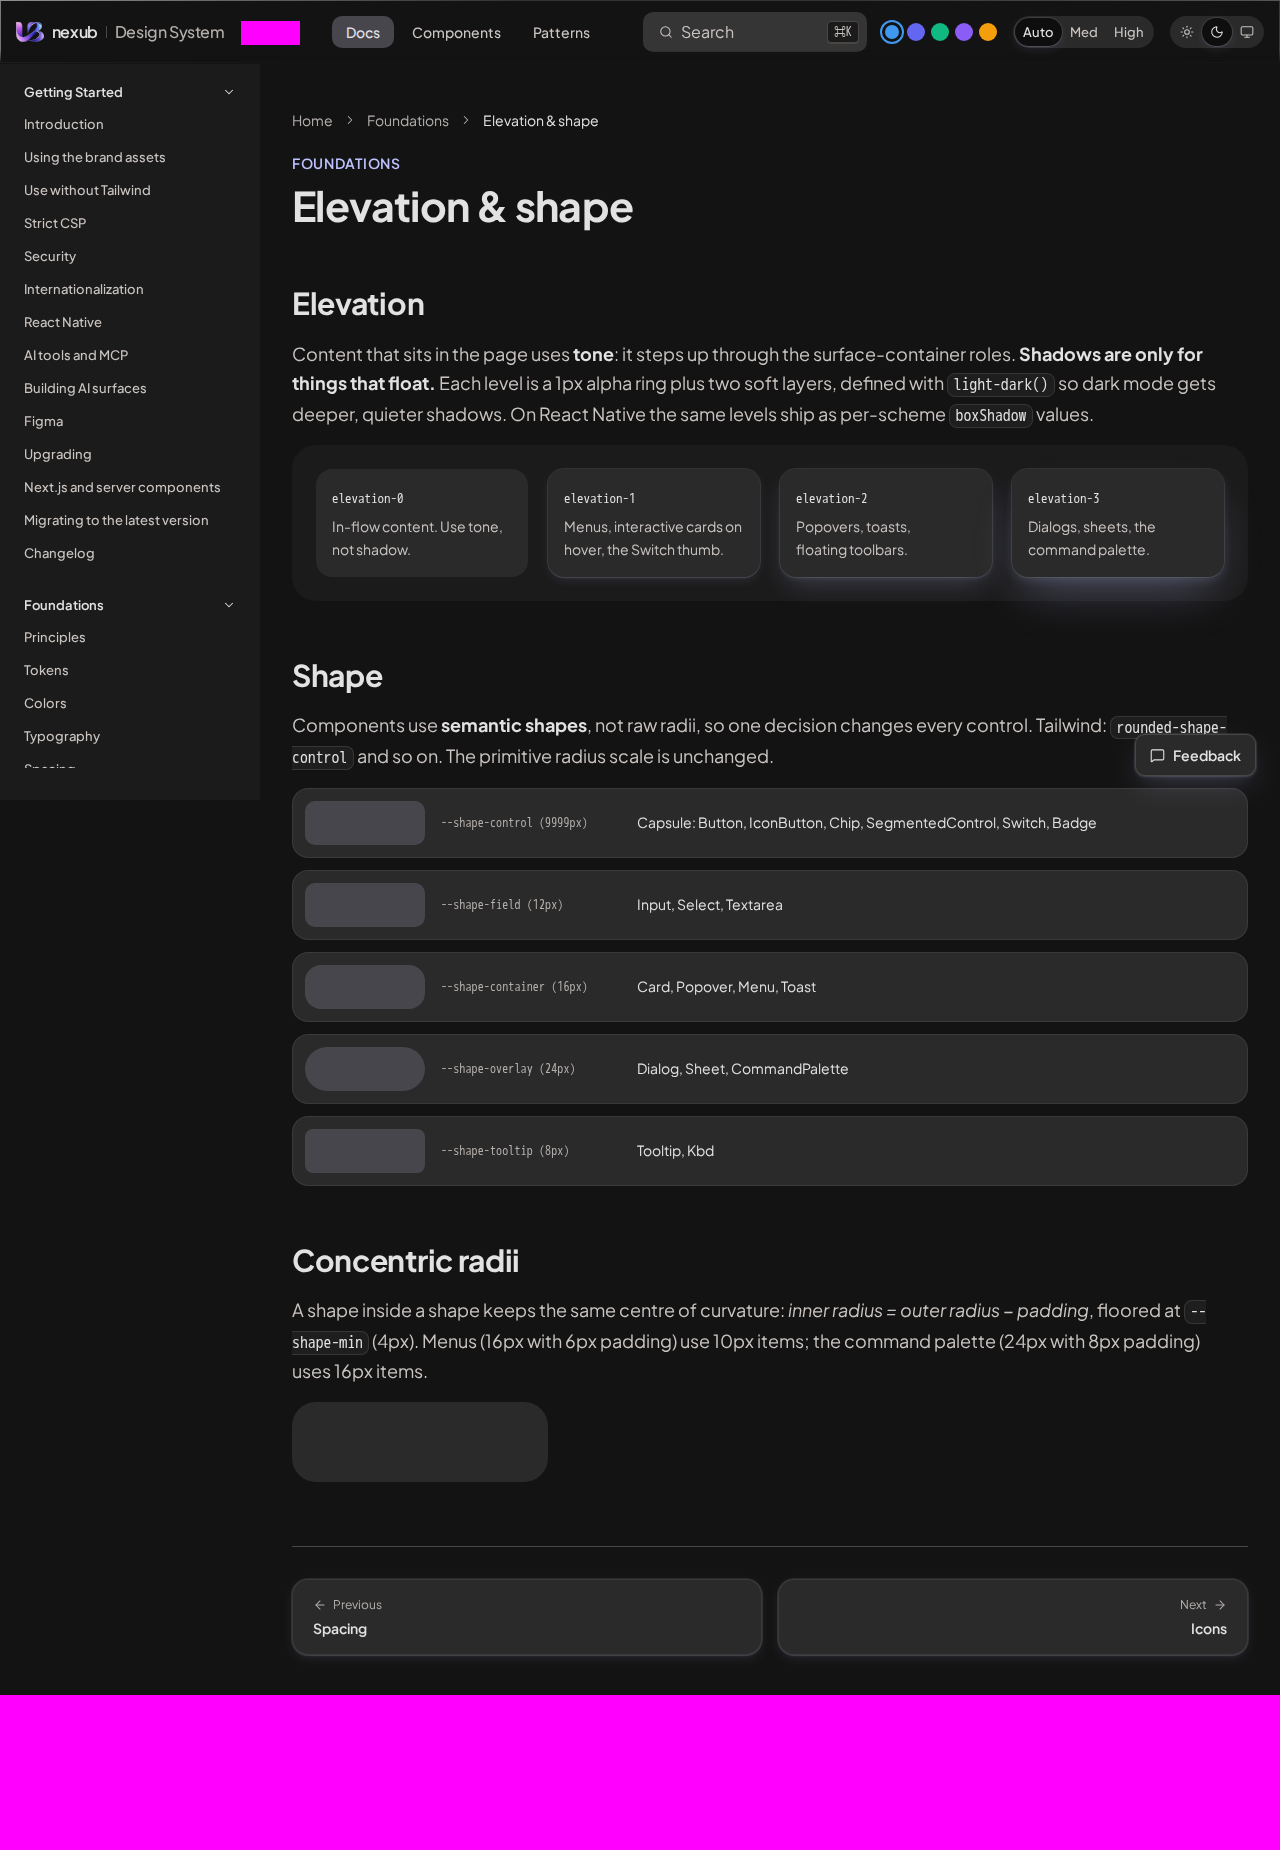 nexub | Design System
Docs
Components
Patterns
Search
⌘K
Auto
Med
High
Getting Started
Introduction
Using the brand assets
Use without Tailwind
Strict CSP
Security
Internationalization
React Native
AI tools and MCP
Building AI surfaces
Figma
Upgrading
Next.js and server components
Migrating to the latest version
Changelog
Foundations
Principles
Tokens
Colors
Typography
Spacing
Home > Foundations > Elevation & shape
FOUNDATIONS
Elevation & shape
Elevation
Content that sits in the page uses tone: it steps up through the surface-container roles. Shadows are only for
things that float. Each level is a 1px alpha ring plus two soft layers, defined with light-dark() so dark mode gets
deeper, quieter shadows. On React Native the same levels ship as per-scheme boxShadow values.
elevation-0
In-flow content. Use tone,
not shadow.
elevation-1
Menus, interactive cards on
hover, the Switch thumb.
elevation-2
Popovers, toasts,
floating toolbars.
elevation-3
Dialogs, sheets, the
command palette.
Shape
Components use semantic shapes, not raw radii, so one decision changes every control. Tailwind: rounded-shape-
control and so on. The primitive radius scale is unchanged.
Feedback
--shape-control (9999px)
Capsule: Button, IconButton, Chip, SegmentedControl, Switch, Badge
--shape-field (12px)
Input, Select, Textarea
--shape-container (16px)
Card, Popover, Menu, Toast
--shape-overlay (24px)
Dialog, Sheet, CommandPalette
--shape-tooltip (8px)
Tooltip, Kbd
Concentric radii
A shape inside a shape keeps the same centre of curvature: inner radius = outer radius − padding, floored at --
shape-min (4px). Menus (16px with 6px padding) use 10px items; the command palette (24px with 8px padding)
uses 16px items.
← Previous
Spacing
Next →
Icons